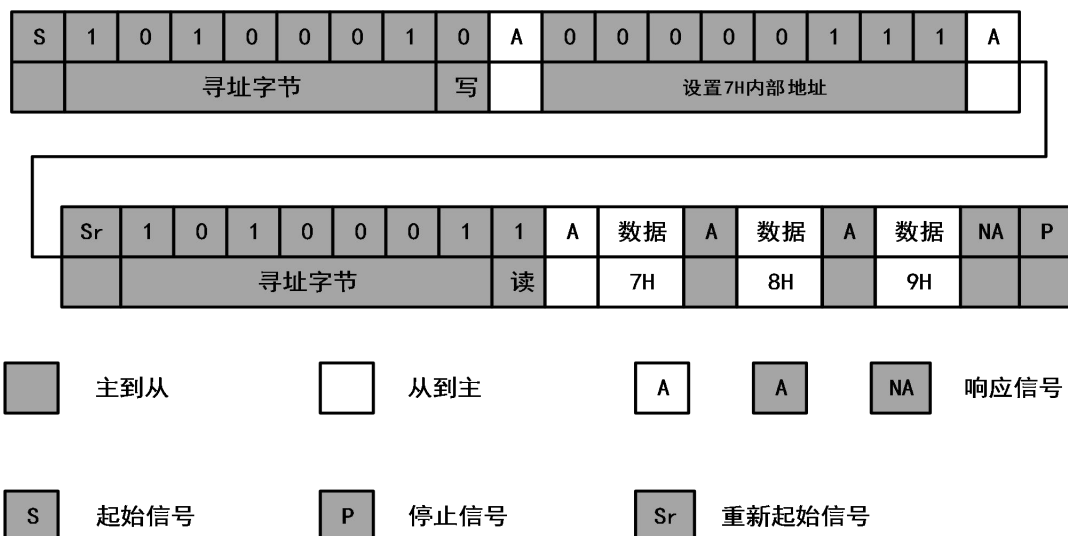 S 1 0 1 0 0 0 1 0 A 0 0 0 0 0 1 1 1 A
寻址字节 写 设置7H内部地址
Sr 1 0 1 0 0 0 1 1 A 数据 A 数据 A 数据 NA P
寻址字节 读 7H 8H 9H
主到从 从到主 A A NA 响应信号
S 起始信号 P 停止信号 Sr 重新起始信号